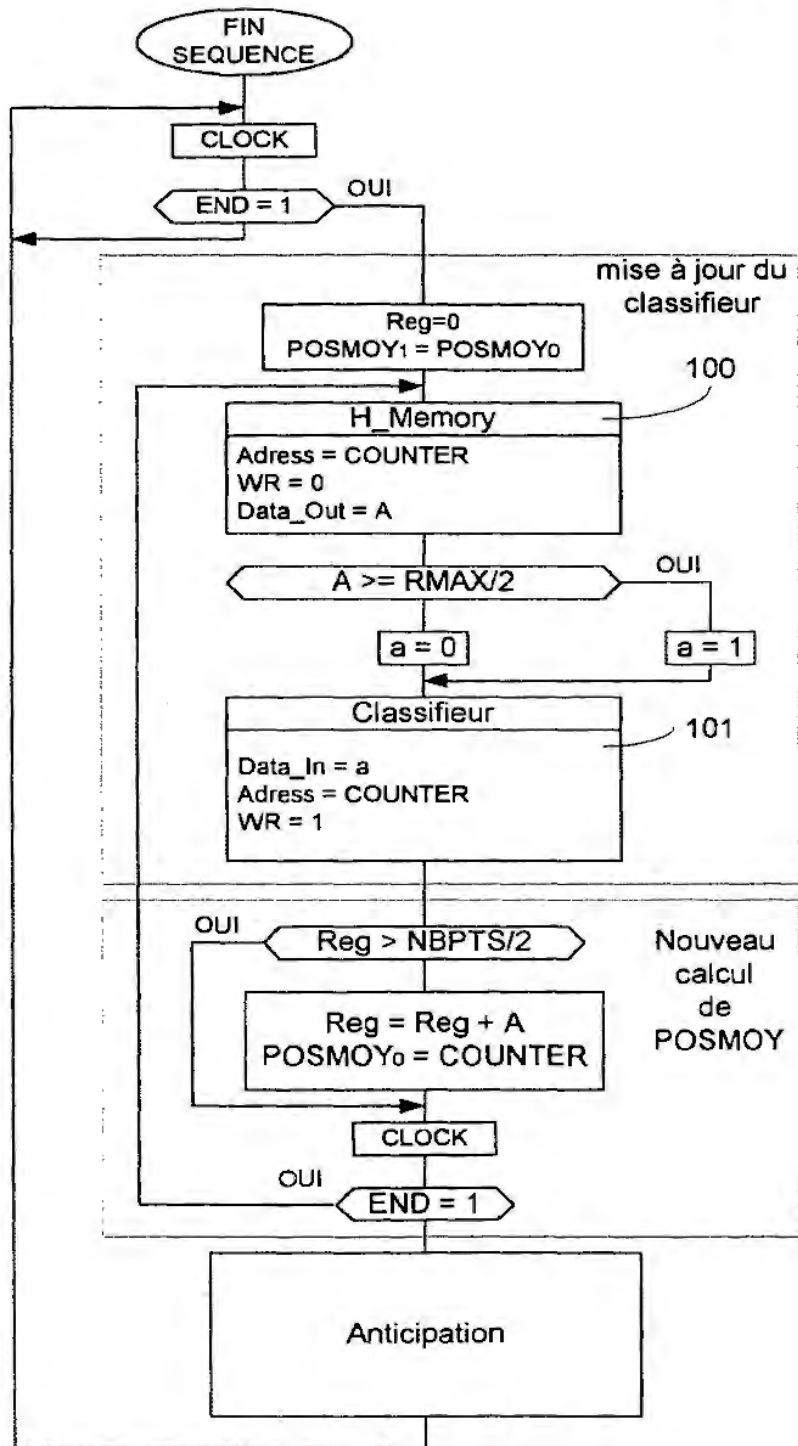 FIN
SEQUENCE
CLOCK
OUI
END = 1
mise à jour du
classifieur
Reg=0
POSMOY₁ = POSMOY₀
100
H_Memory
Adress = COUNTER
WR = 0
Data_Out = A
OUI
A >= RMAX/2
a = 0
a = 1
Classifieur
101
Data_In = a
Adress = COUNTER
WR = 1
OUI
Reg > NBPTS/2
Nouveau
calcul
de
POSMOY
Reg = Reg + A
POSMOY₀ = COUNTER
CLOCK
OUI
END = 1
Anticipation